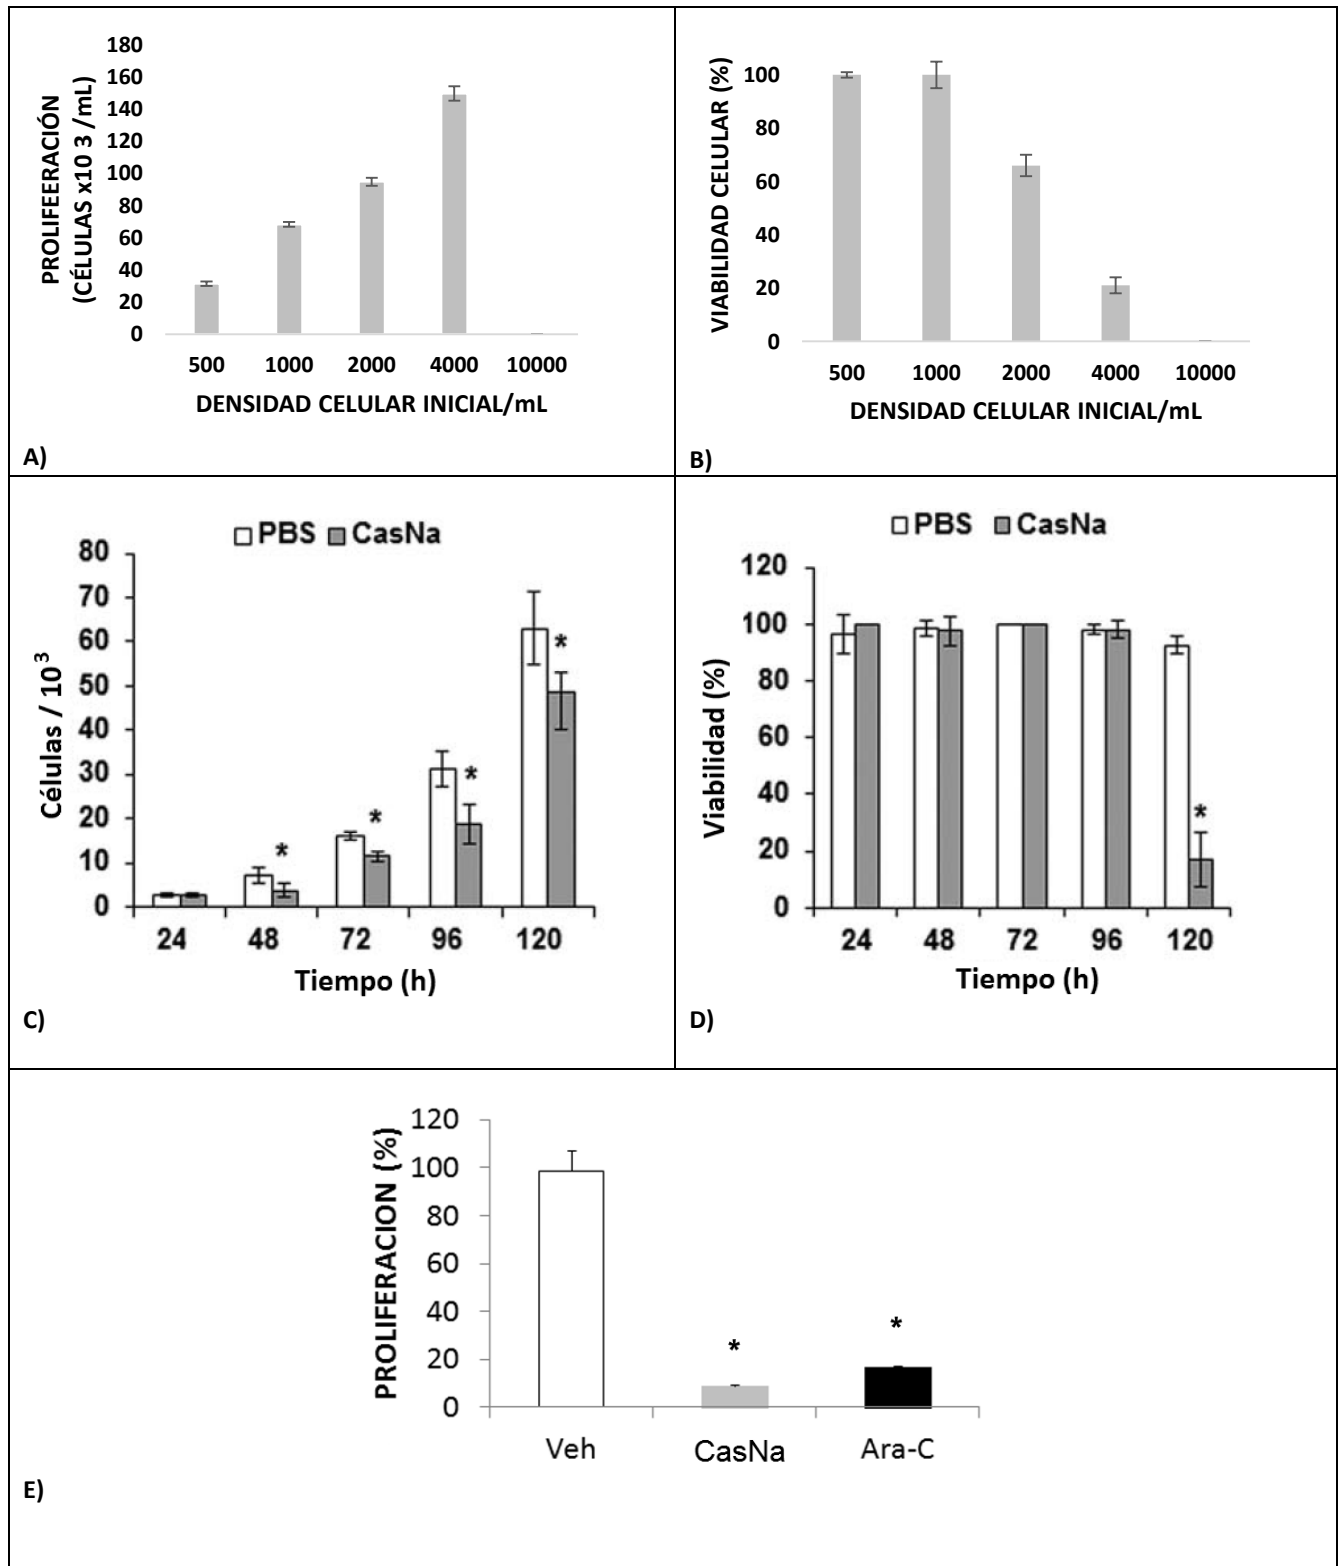 180
160
140
120
100
80
60
40
20
0
PROLIFEERACIÓN
(CÉLULAS x10 3 /mL)
500 1000 2000 4000 10000
DENSIDAD CELULAR INICIAL/mL
A)
100
80
60
40
20
0
VIABILIDAD CELULAR (%)
500 1000 2000 4000 10000
DENSIDAD CELULAR INICIAL/mL
B)
PBS CasNa
80
70
60
50
40
30
20
10
0
Células / 10³
* * * *
24 48 72 96 120
Tiempo (h)
C)
PBS CasNa
120
100
80
60
40
20
0
Viabilidad (%)
*
24 48 72 96 120
Tiempo (h)
D)
120
100
80
60
40
20
0
PROLIFERACION (%)
* *
Veh CasNa Ara-C
E)